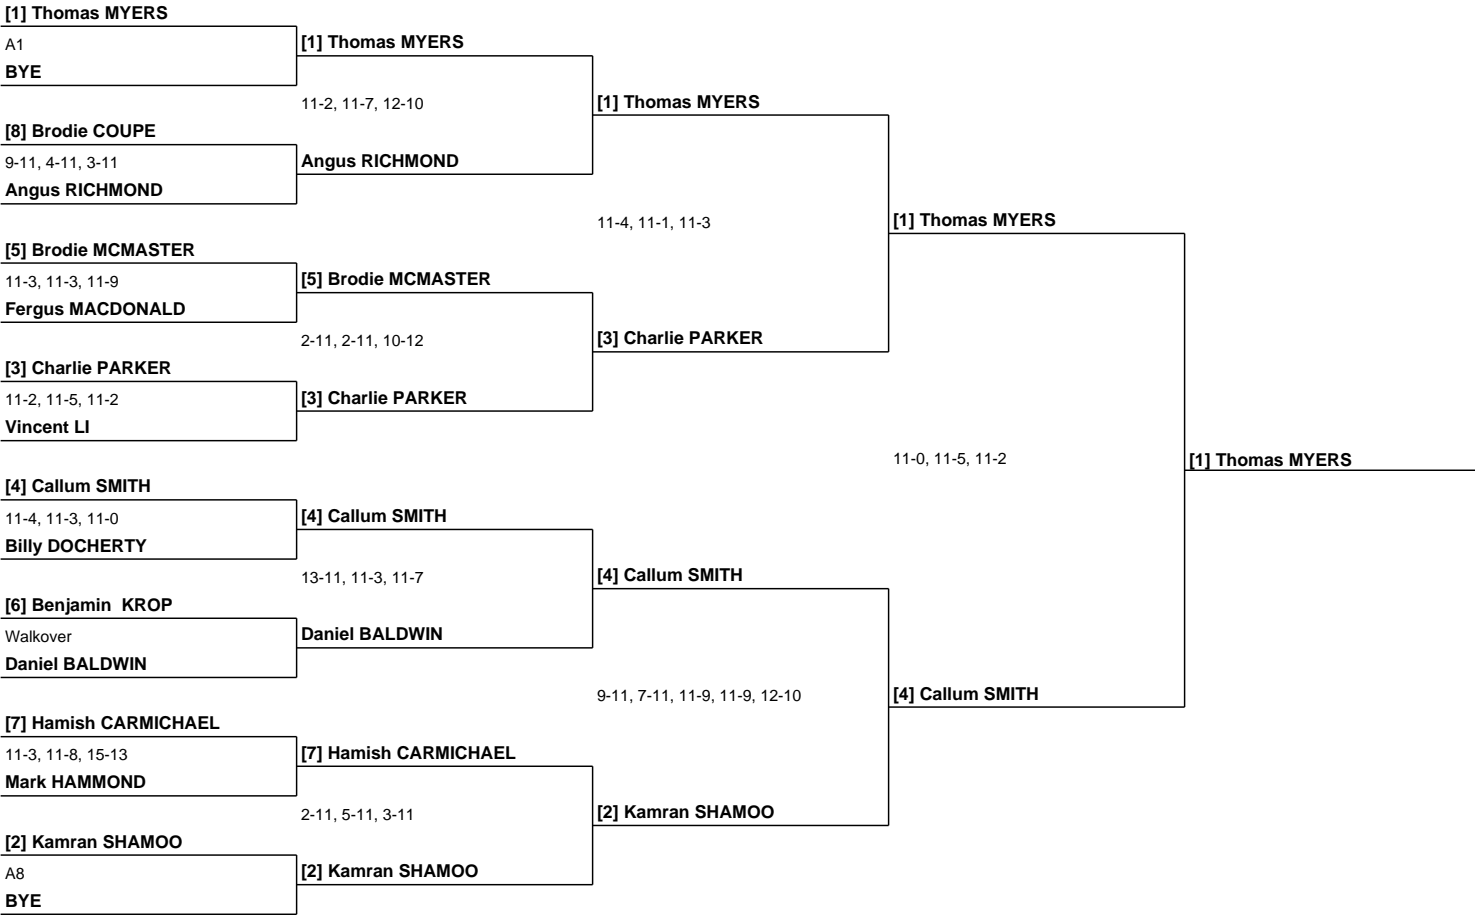 [1] Thomas MYERS
A1
BYE
[8] Brodie COUPE
9-11, 4-11, 3-11
Angus RICHMOND
[5] Brodie MCMASTER
11-3, 11-3, 11-9
Fergus MACDONALD
[3] Charlie PARKER
11-2, 11-5, 11-2
Vincent LI
[4] Callum SMITH
11-4, 11-3, 11-0
Billy DOCHERTY
[6] Benjamin  KROP
Walkover
Daniel BALDWIN
[7] Hamish CARMICHAEL
11-3, 11-8, 15-13
Mark HAMMOND
[2] Kamran SHAMOO
A8
BYE
[1] Thomas MYERS
11-2, 11-7, 12-10
Angus RICHMOND
[5] Brodie MCMASTER
2-11, 2-11, 10-12
[3] Charlie PARKER
[4] Callum SMITH
13-11, 11-3, 11-7
Daniel BALDWIN
[7] Hamish CARMICHAEL
2-11, 5-11, 3-11
[2] Kamran SHAMOO
[1] Thomas MYERS
11-4, 11-1, 11-3
[3] Charlie PARKER
[4] Callum SMITH
9-11, 7-11, 11-9, 11-9, 12-10
[2] Kamran SHAMOO
[1] Thomas MYERS
11-0, 11-5, 11-2
[4] Callum SMITH
[1] Thomas MYERS